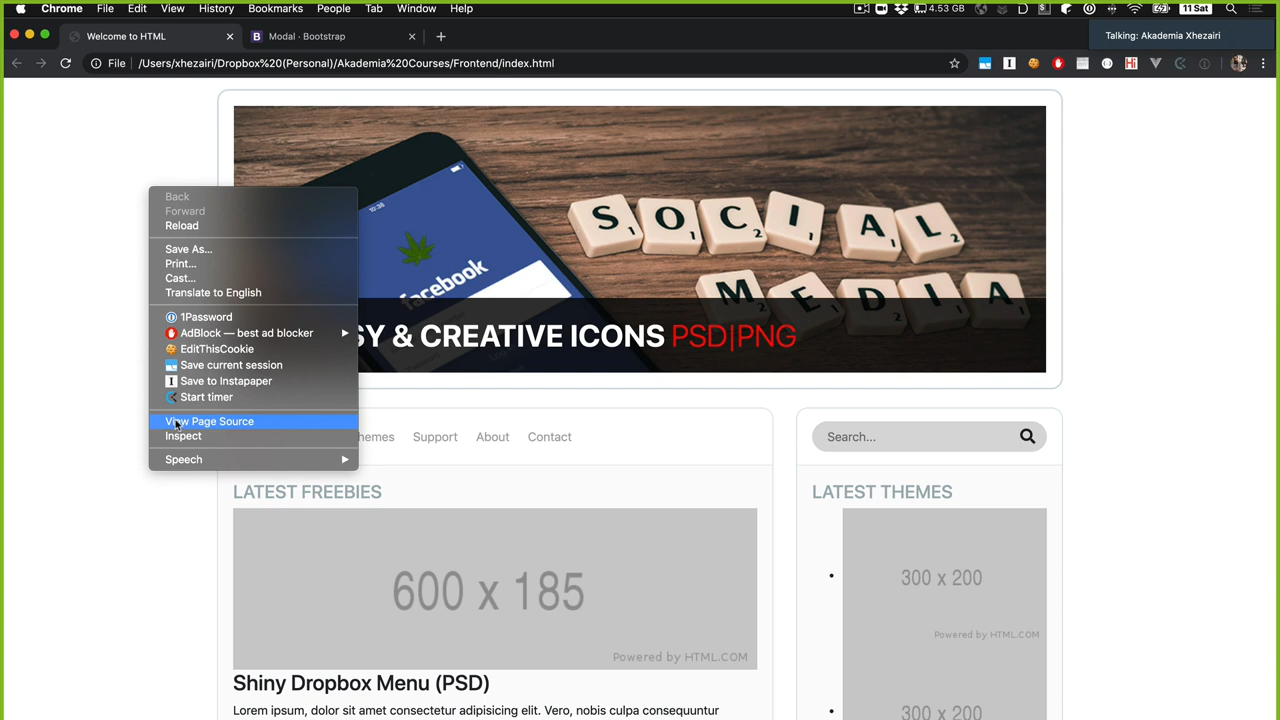 Chrome File Edit View History Bookmarks People Tab Window Help 4.53 GB 11 Sat
Welcome to HTML
Modal · Bootstrap
Talking: Akademia Xhezairi
File /Users/xhezairi/Dropbox%20(Personal)/Akademia%20Courses/Frontend/index.html
Back
Forward
Reload
Save As...
Print...
Cast...
Translate to English
1Password
AdBlock — best ad blocker
EditThisCookie
Save current session
Save to Instapaper
Start timer
View Page Source
Inspect
Speech
10:38
facebook
SOCIAL
MEDIA
SY & CREATIVE ICONS PSD|PNG
hemes Support About Contact
Search...
LATEST FREEBIES
600 x 185
Powered by HTML.COM
Shiny Dropbox Menu (PSD)
Lorem ipsum, dolor sit amet consectetur adipisicing elit. Vero, nobis culpa consequuntur
LATEST THEMES
300 x 200
Powered by HTML.COM
300 x 200